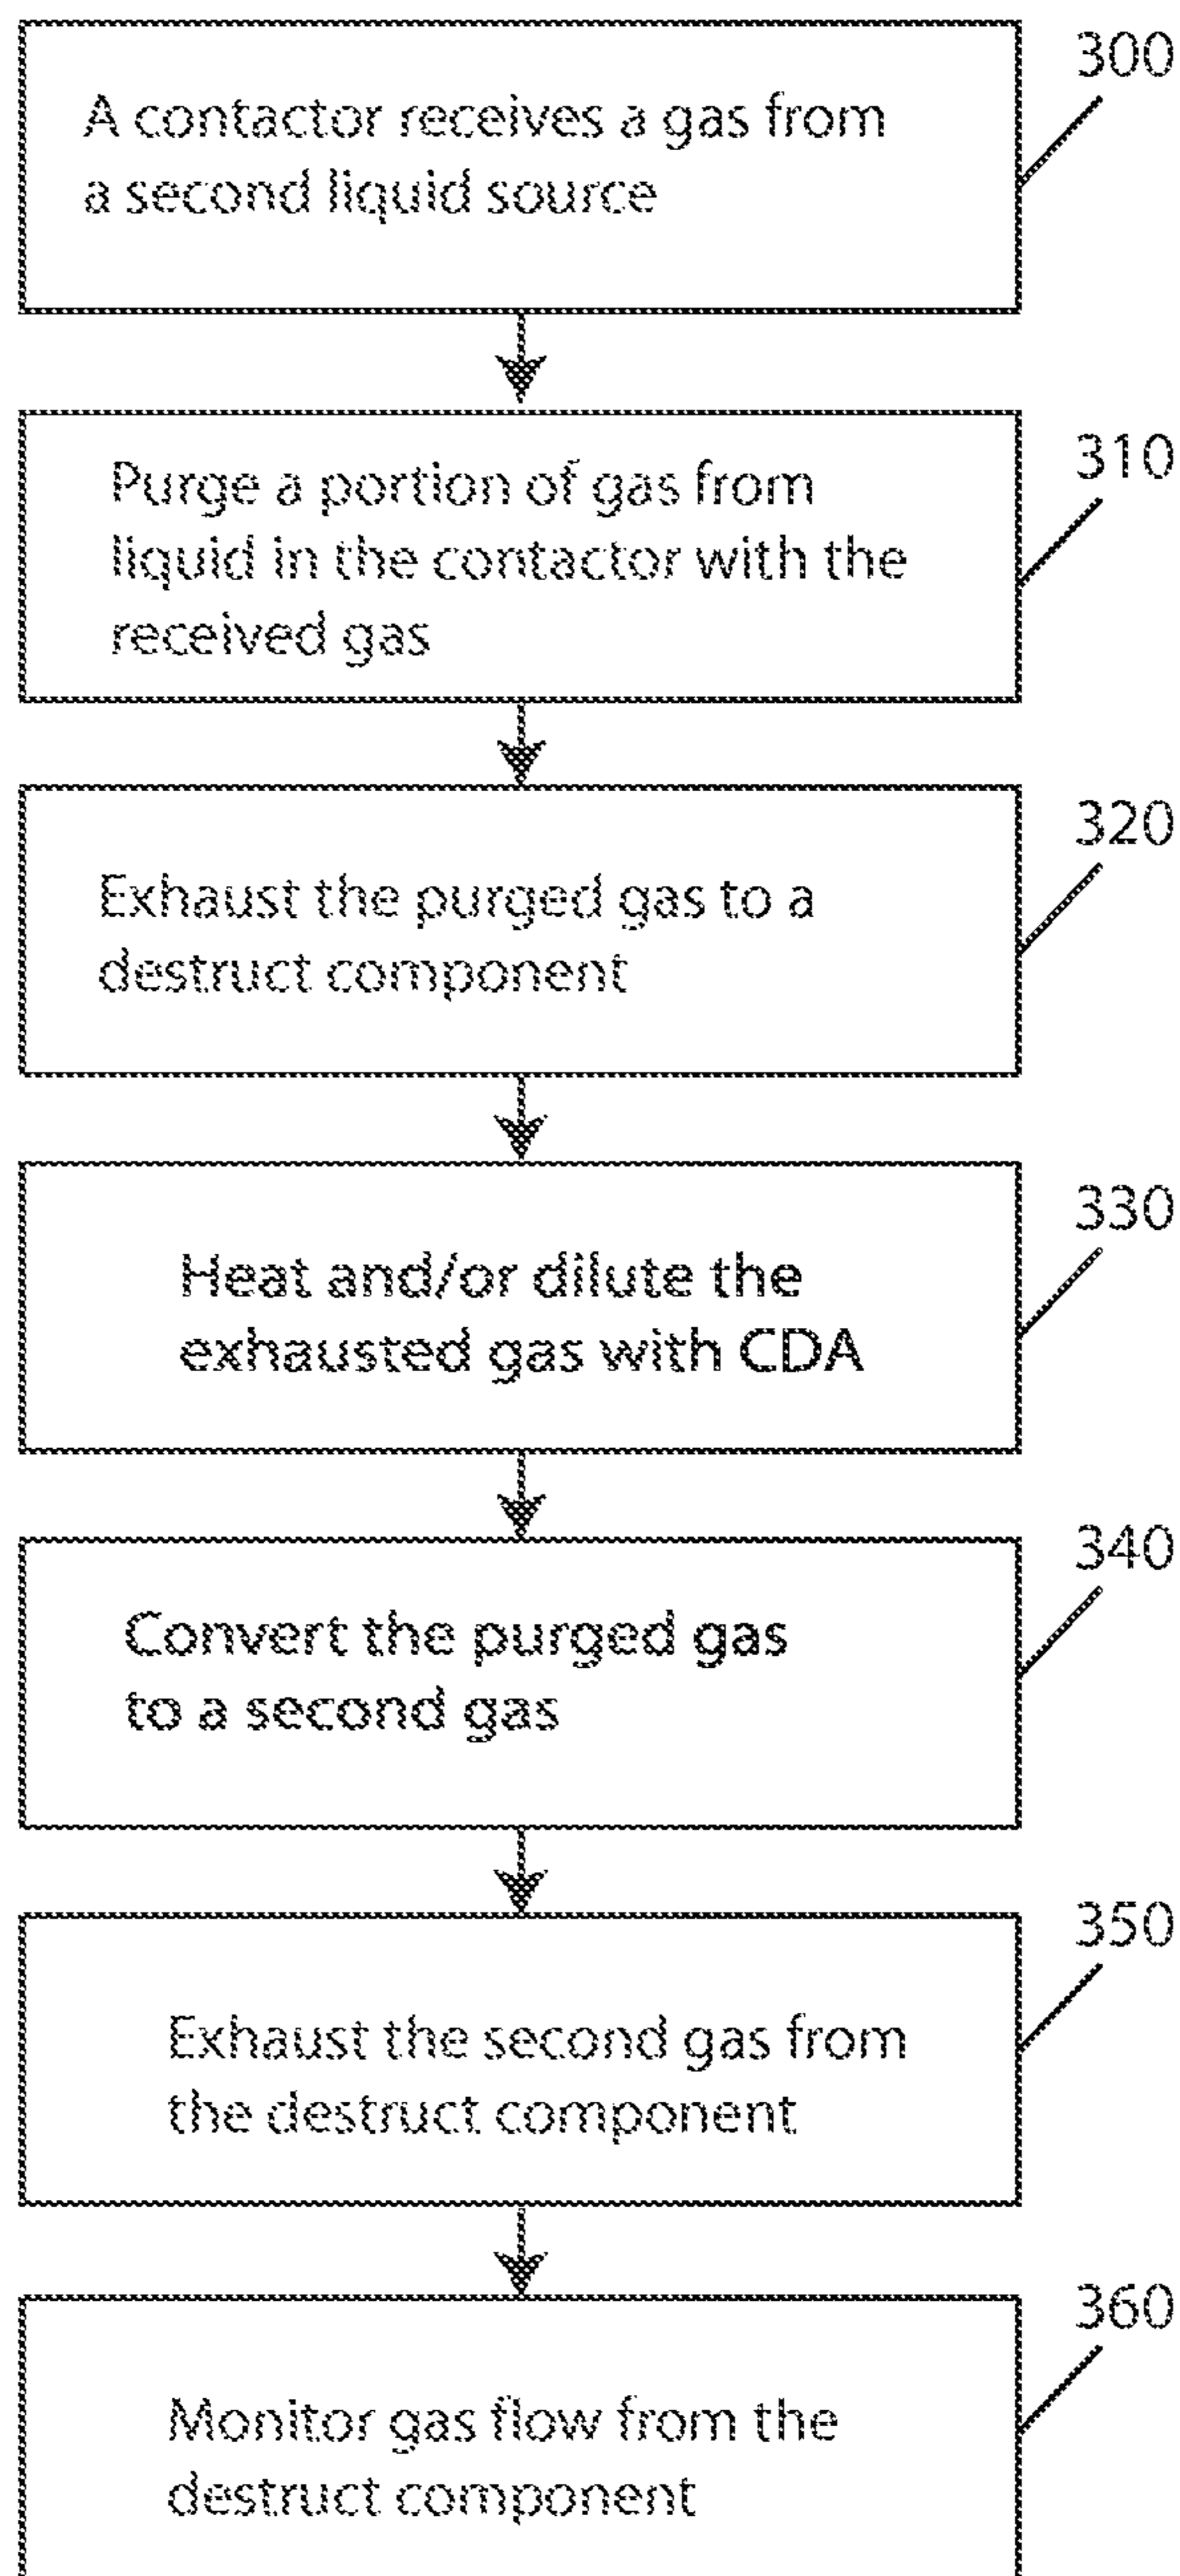 300
A contactor receives a gas from
a second liquid source
310
Purge a portion of gas from
liquid in the contactor with the
received gas
320
Exhaust the purged gas to a
destruct component
330
Heat and/or dilute the
exhausted gas with CDA
340
Convert the purged gas
to a second gas
350
Exhaust the second gas from
the destruct component
360
Monitor gas flow from the
destruct component